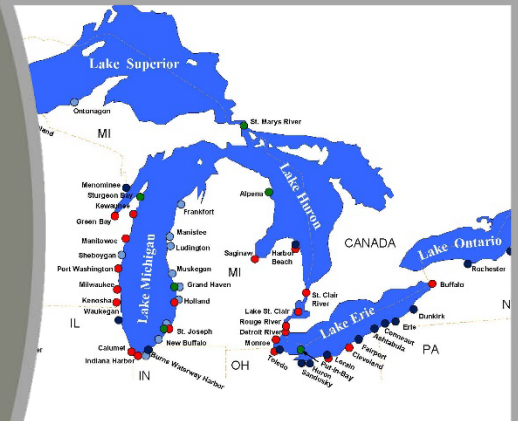 Lake Superior
Ontonagon
MI
St. Marys River
Menominee
Sturgeon Bay
Kewaunee
Green Bay
Manitowoc
Sheboygan
Port Washington
Milwaukee
Kenosha
Waukegan
IL
Calumet
Indiana Harbor
IN
Lake Michigan
Frankfort
Manistee
Ludington
Muskegon
Grand Haven
Holland
St. Joseph
New Buffalo
Burns Waterway Harbor
Lake Huron
Alpena
Saginaw
Harbor
Beach
MI
CANADA
St. Clair
River
Lake St. Clair
Rouge River
Detroit River
Monroe
Toledo
OH
Lake Erie
Put-in-Bay
Sandusky
Huron
Lorain
Cleveland
Fairport
Ashtabula
Conneaut
Erie
Dunkirk
PA
Buffalo
Lake Ontario
Rochester